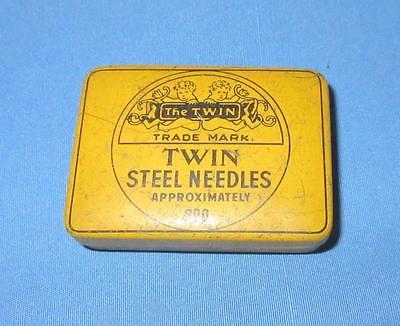 The TWIN
TRADE MARK.
TWIN
STEEL NEEDLES
APPROXIMATELY
200